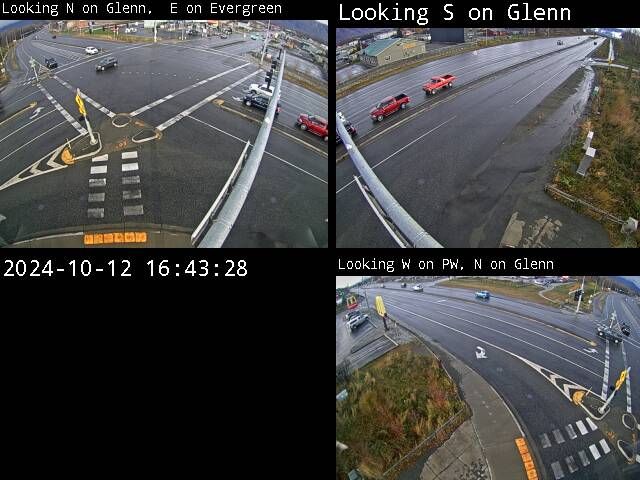 Looking N on Glenn, E on Evergreen
Looking S on Glenn
2024-10-12 16:43:28
Looking W on PW, N on Glenn